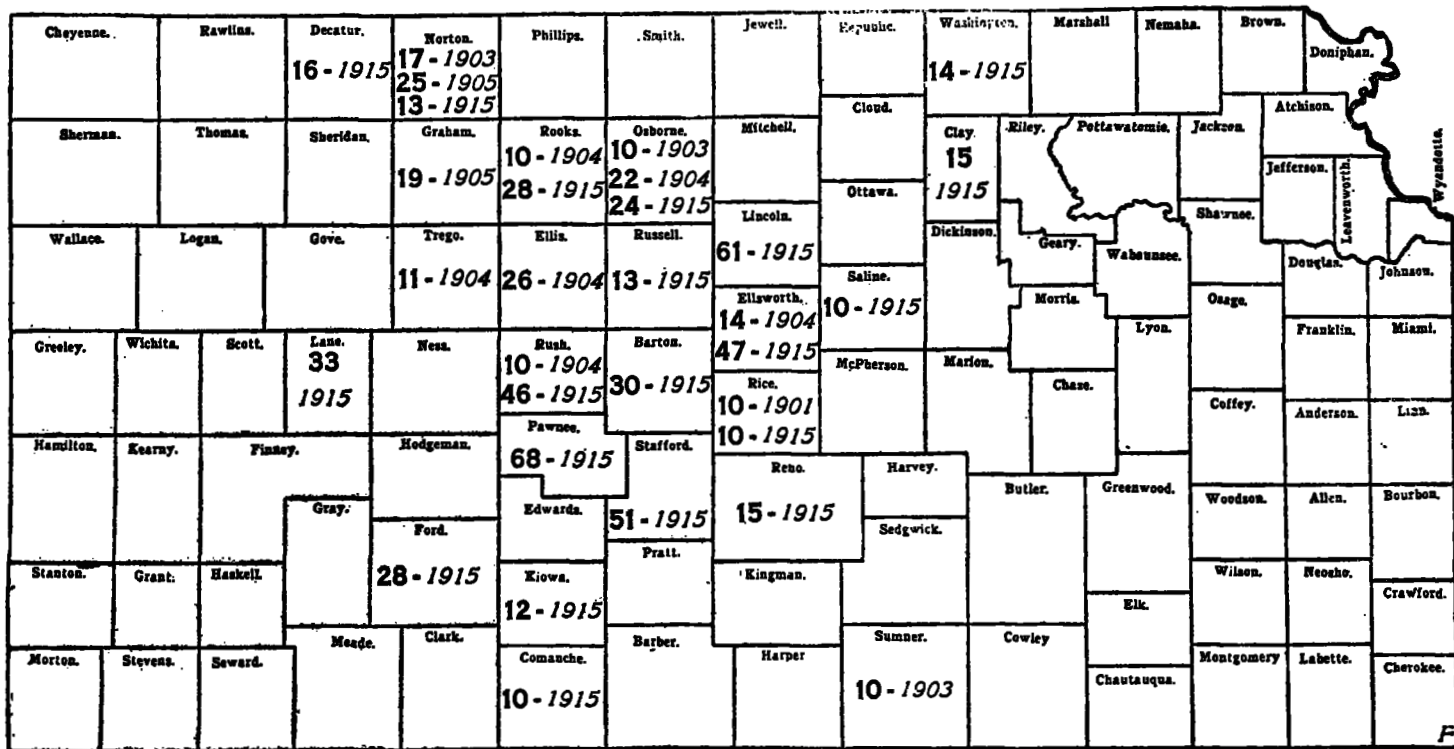 Cheyenne.
Rawlins.
Decatur.
16 - 1915
Norton.
17 - 1903
25 - 1905
13 - 1915
Phillips.
Smith.
Jewell.
Republic.
Washington.
14 - 1915
Marshall
Nemaha.
Brown.
Doniphan.
Atchison.
Cloud.
Sherman.
Thomas.
Sheridan.
Graham.
19 - 1905
Rooks.
10 - 1904
28 - 1915
Osborne.
10 - 1903
22 - 1904
24 - 1915
Mitchell.
Clay.
15
1915
Riley.
Pottawatomie.
Jackson.
Jefferson.
Leavenworth.
Wyandotte.
Ottawa.
Lincoln.
61 - 1915
Shawnee.
Wallace.
Logan.
Gove.
Trego.
11 - 1904
Ellis.
26 - 1904
Russell.
13 - 1915
Dickinson.
Geary.
Wabaunsee.
Douglas.
Johnson.
Saline.
10 - 1915
Ellsworth.
14 - 1904
47 - 1915
Morris.
Osage.
Lyon.
Franklin.
Miami.
Greeley.
Wichita.
Scott.
Lane.
33
1915
Ness.
Rush.
10 - 1904
46 - 1915
Barton.
30 - 1915
Rice.
10 - 1901
10 - 1915
McPherson.
Marion.
Chase.
Coffey.
Anderson.
Linn.
Hamilton.
Kearny.
Finney.
Hodgeman.
Pawnee.
68 - 1915
Stafford.
51 - 1915
Reno.
15 - 1915
Harvey.
Butler.
Greenwood.
Woodson.
Allen.
Bourbon.
Gray.
Ford.
28 - 1915
Edwards.
Sedgwick.
Pratt.
Stanton.
Grant.
Haskell.
Kiowa.
12 - 1915
Kingman.
Wilson.
Neosho.
Crawford.
Elk.
Meade.
Clark.
Barber.
Sumner.
10 - 1903
Cowley
Morton.
Stevens.
Seward.
Comanche.
10 - 1915
Harper
Chautauqua.
Montgomery
Labette.
Cherokee.